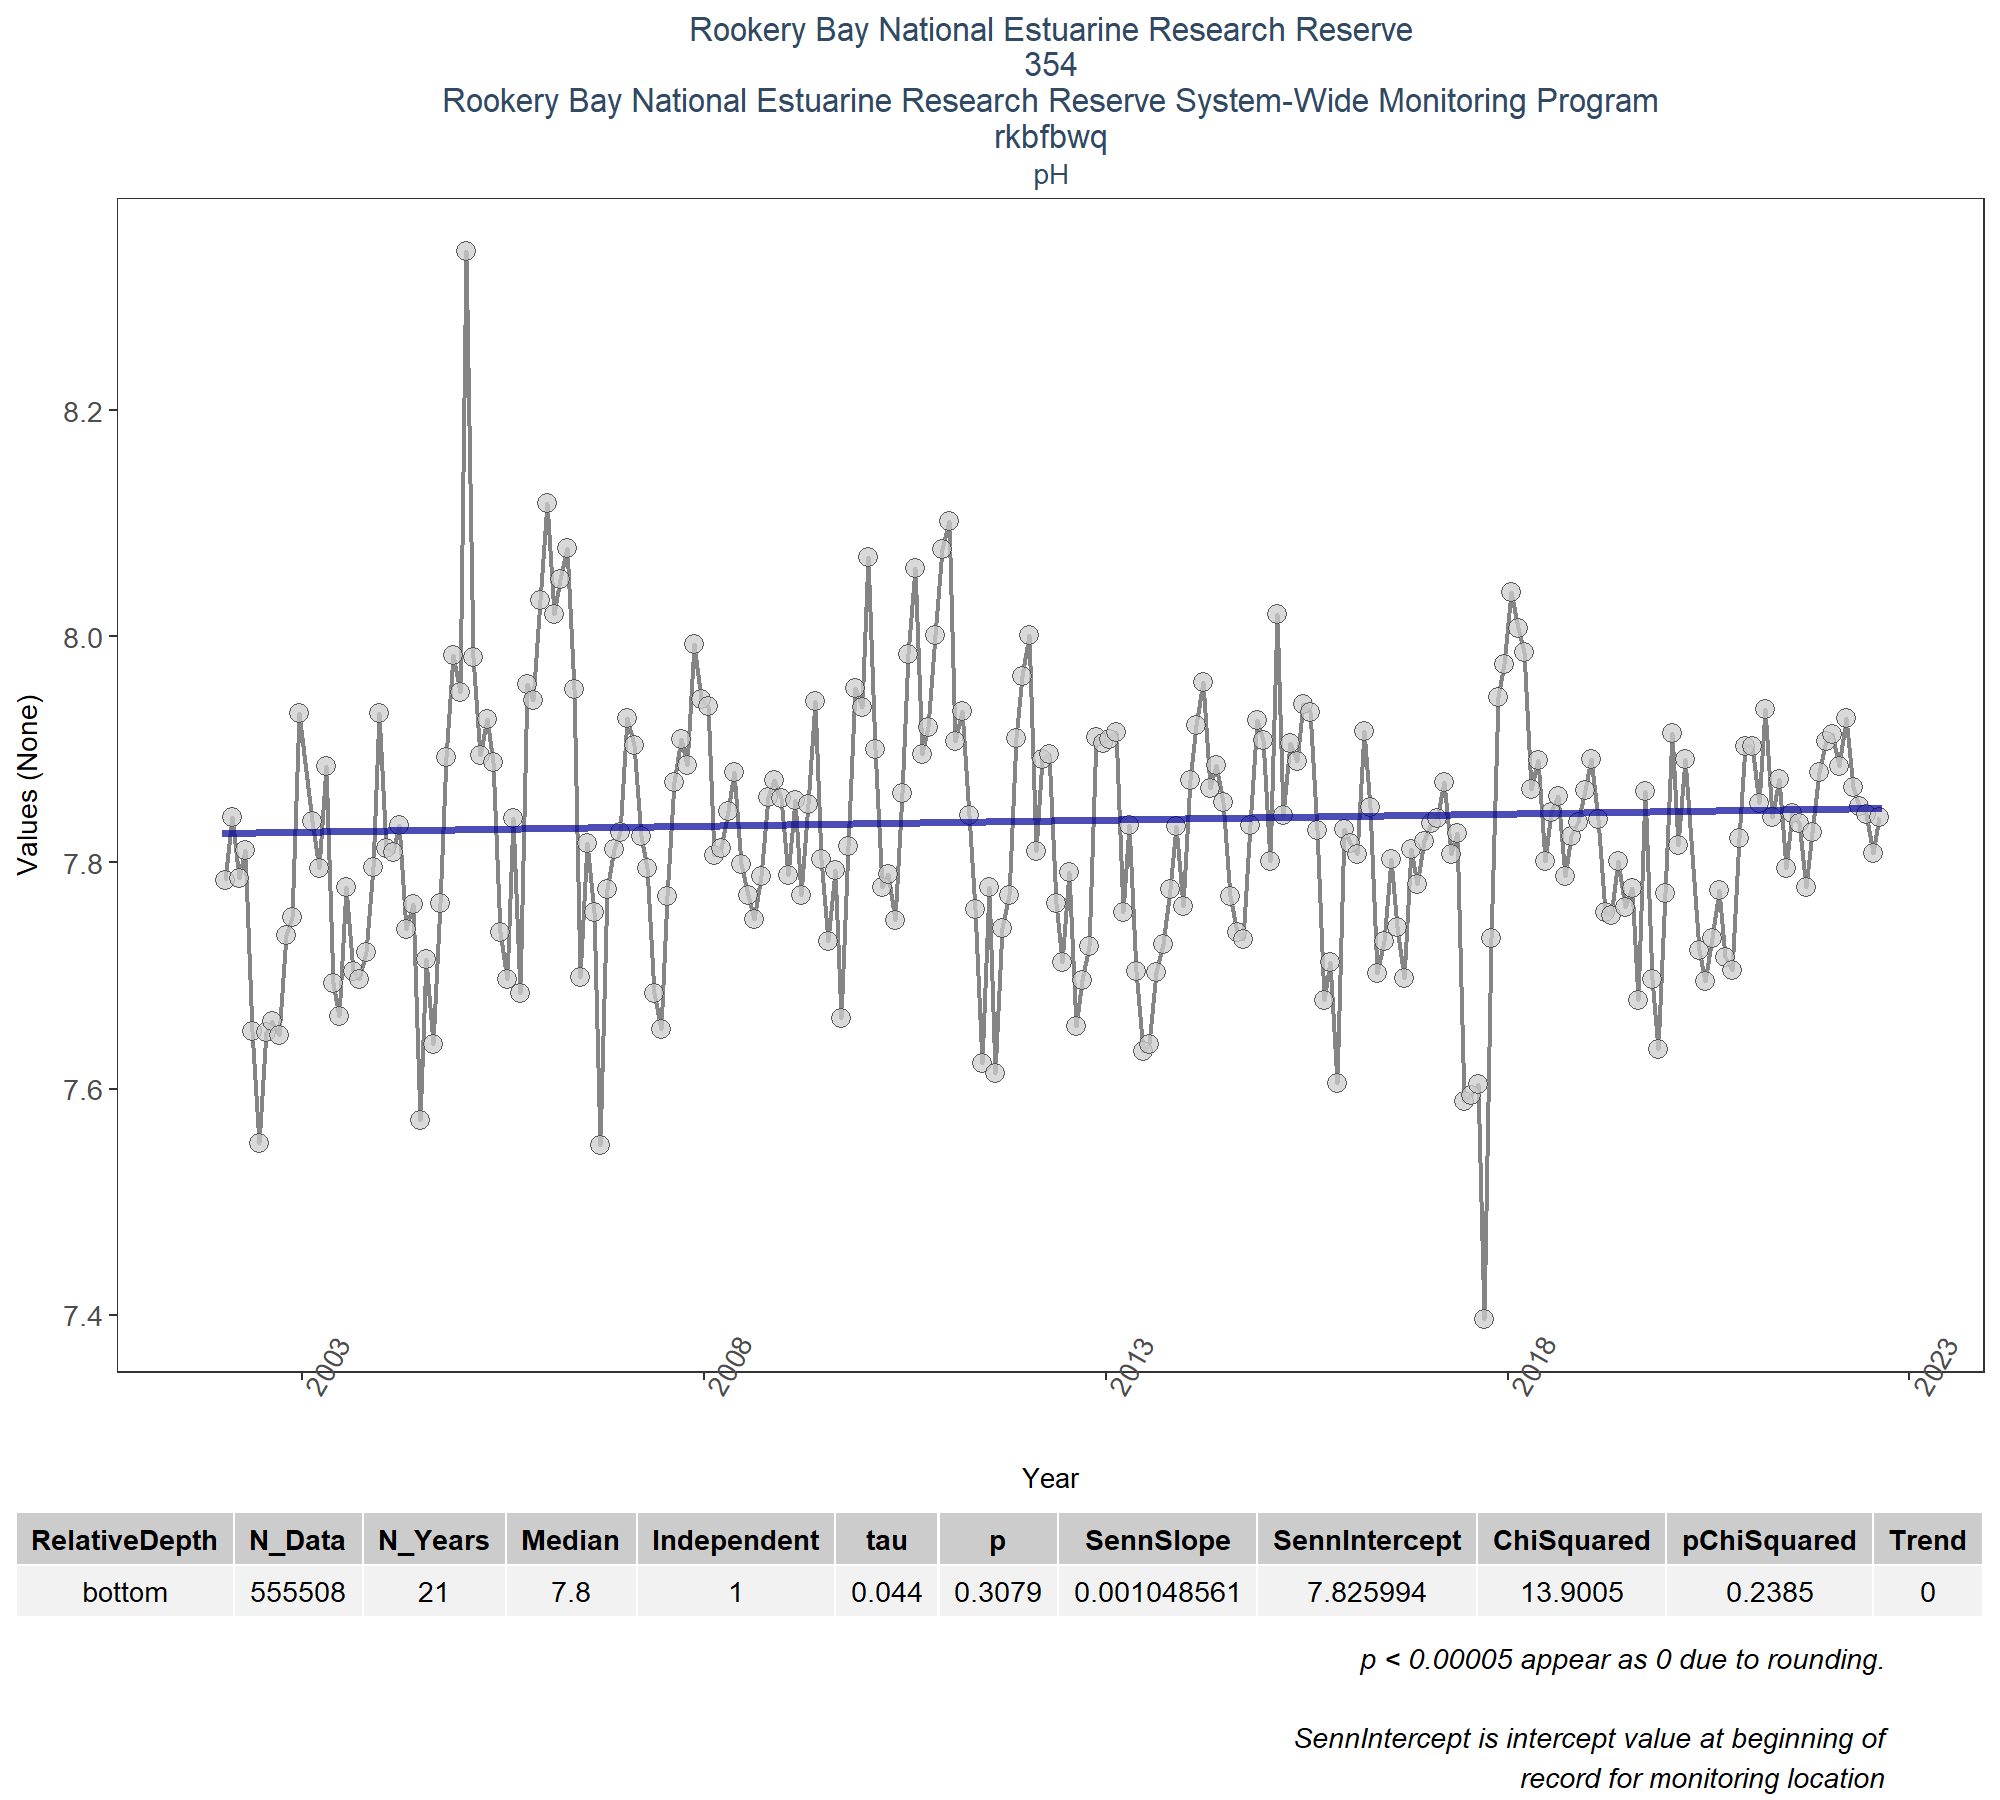 Rookery Bay National Estuarine Research Reserve
354
Rookery Bay National Estuarine Research Reserve System-Wide Monitoring Program
rkbfbwq
pH
Values (None)
8.2
8.0
7.8
7.6
7.4
2003
2008
2013
2018
2023
Year
RelativeDepth N_Data N_Years Median Independent tau p SennSlope SennIntercept ChiSquared pChiSquared Trend
bottom 555508 21 7.8 1 0.044 0.3079 0.001048561 7.825994 13.9005 0.2385 0
p < 0.00005 appear as 0 due to rounding.
SennIntercept is intercept value at beginning of
record for monitoring location